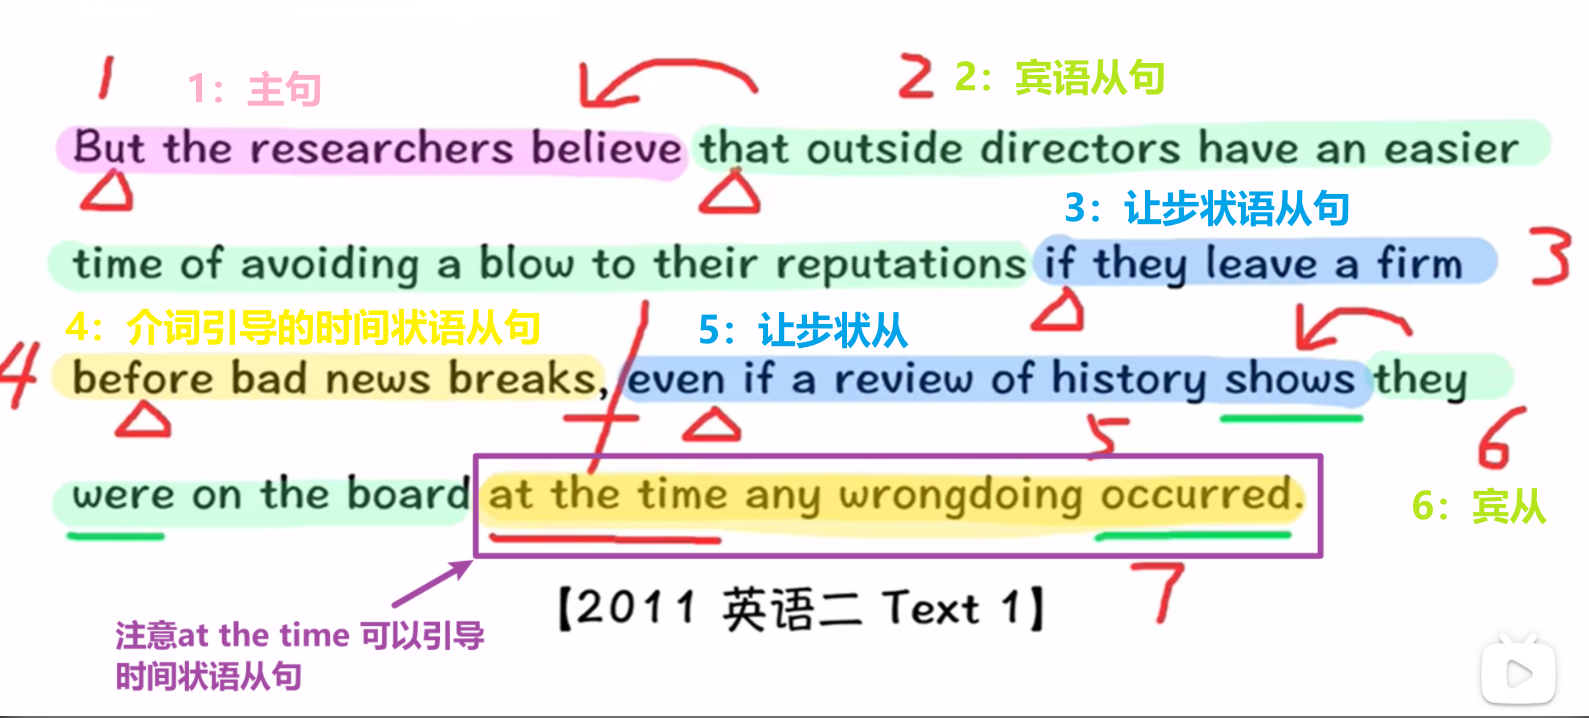 1 1：主句 2 2：宾语从句
But the researchers believe that outside directors have an easier
3：让步状语从句
time of avoiding a blow to their reputations if they leave a firm 3
4：介词引导的时间状语从句 5：让步状从
4 before bad news breaks, even if a review of history shows they
5 6
were on the board at the time any wrongdoing occurred.
6：宾从
7
【2011 英语二 Text 1】
注意at the time 可以引导
时间状语从句